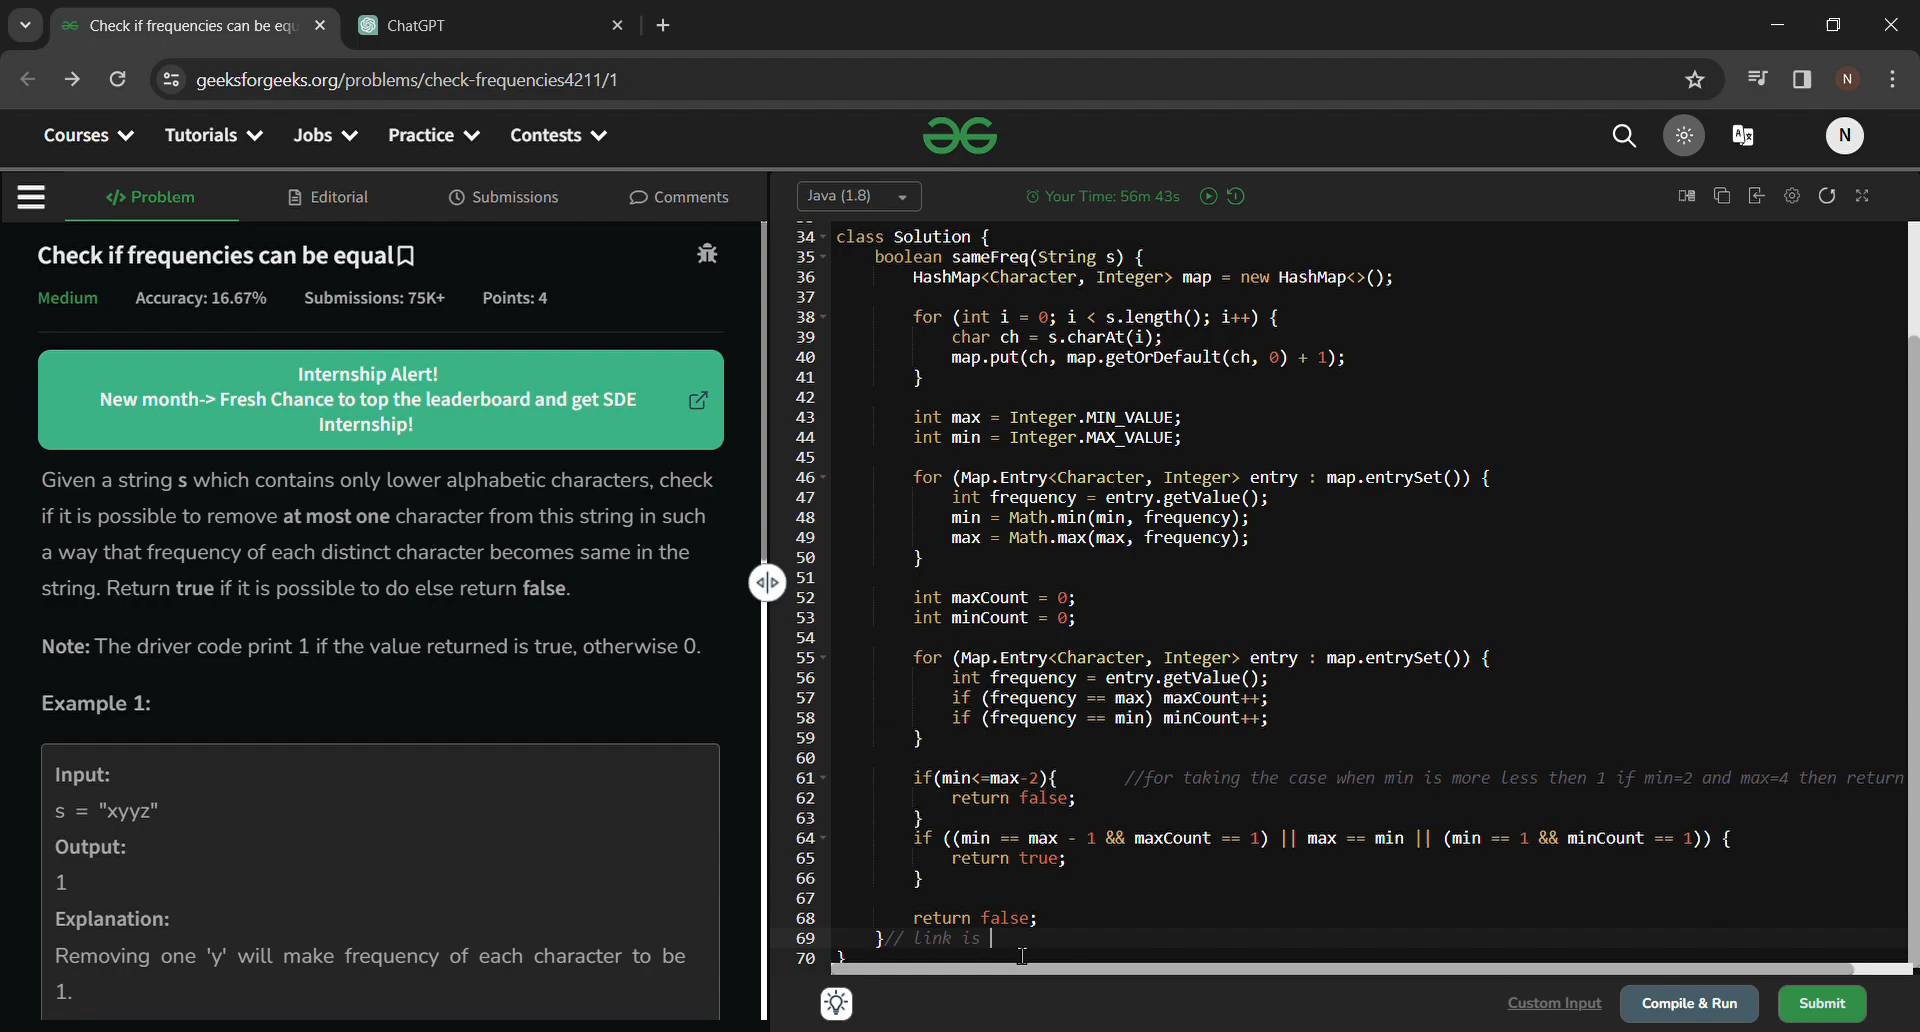 Check if frequencies can be equ
ChatGPT
geeksforgeeks.org/problems/check-frequencies4211/1
N
Courses Tutorials Jobs Practice Contests
N
</> Problem Editorial Submissions Comments
Check if frequencies can be equal
Medium Accuracy: 16.67% Submissions: 75K+ Points: 4
Internship Alert!
New month-> Fresh Chance to top the leaderboard and get SDE
Internship!
Given a string s which contains only lower alphabetic characters, check
if it is possible to remove at most one character from this string in such
a way that frequency of each distinct character becomes same in the
string. Return true if it is possible to do else return false.
Note: The driver code print 1 if the value returned is true, otherwise 0.
Example 1:
Input:
s = "xyyz"
Output:
1
Explanation:
Removing one 'y' will make frequency of each character to be
1.
Java (1.8) Your Time: 56m 43s
34 class Solution {
35 boolean sameFreq(String s) {
36 HashMap<Character, Integer> map = new HashMap<>();
37
38 for (int i = 0; i < s.length(); i++) {
39 char ch = s.charAt(i);
40 map.put(ch, map.getOrDefault(ch, 0) + 1);
41 }
42
43 int max = Integer.MIN_VALUE;
44 int min = Integer.MAX_VALUE;
45
46 for (Map.Entry<Character, Integer> entry : map.entrySet()) {
47 int frequency = entry.getValue();
48 min = Math.min(min, frequency);
49 max = Math.max(max, frequency);
50 }
51
52 int maxCount = 0;
53 int minCount = 0;
54
55 for (Map.Entry<Character, Integer> entry : map.entrySet()) {
56 int frequency = entry.getValue();
57 if (frequency == max) maxCount++;
58 if (frequency == min) minCount++;
59 }
60
61 if(min<=max-2){ //for taking the case when min is more less then 1 if min=2 and max=4 then return
62 return false;
63 }
64 if ((min == max - 1 && maxCount == 1) || max == min || (min == 1 && minCount == 1)) {
65 return true;
66 }
67
68 return false;
69 }// link is
70 }
Custom Input Compile & Run Submit